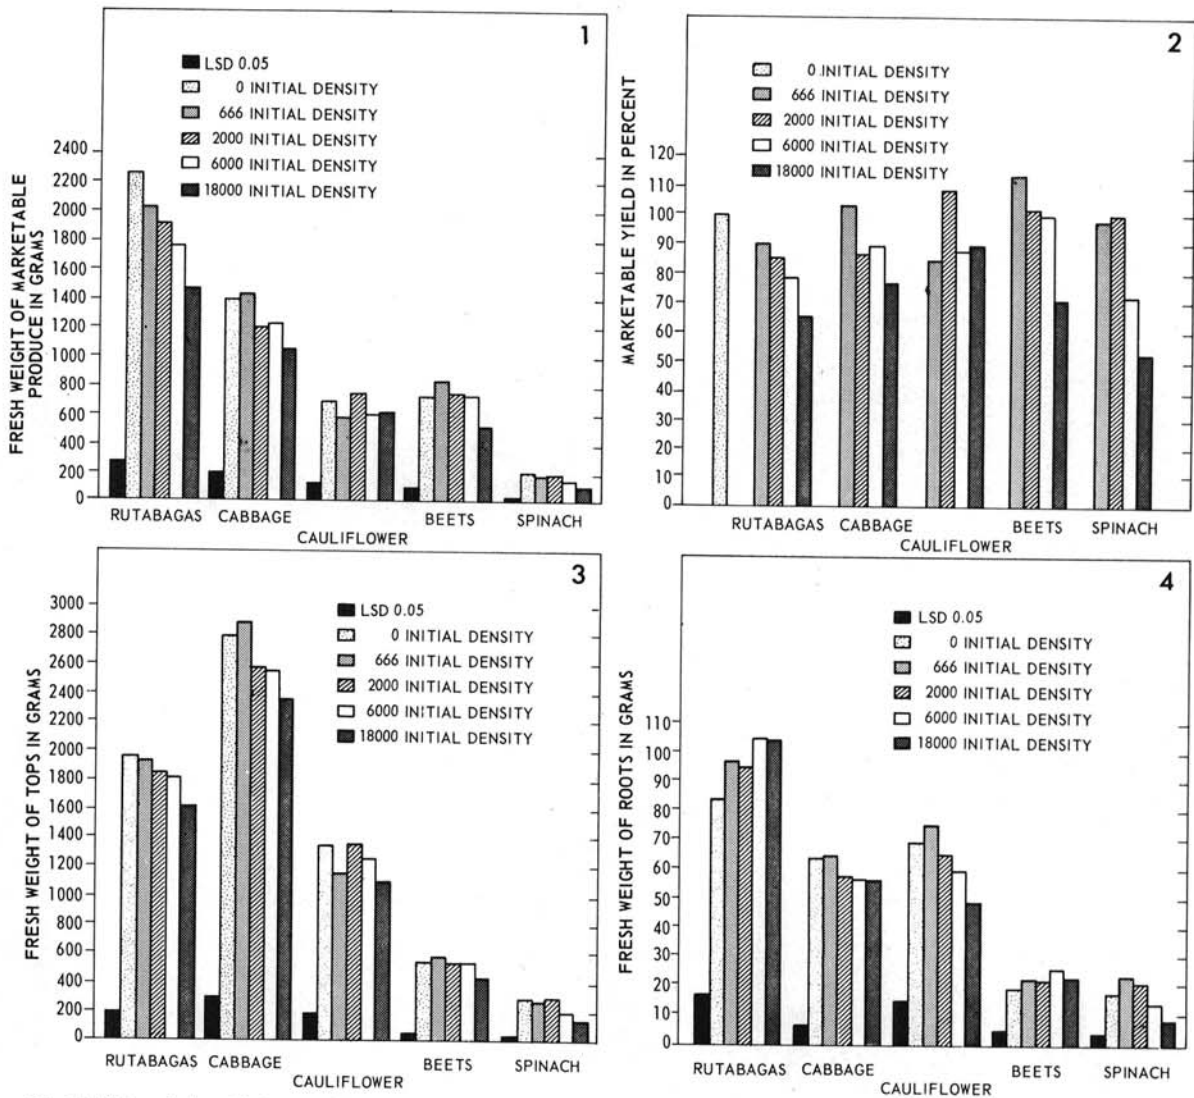 1
LSD 0.05
0 INITIAL DENSITY
666 INITIAL DENSITY
2000 INITIAL DENSITY
6000 INITIAL DENSITY
18000 INITIAL DENSITY
FRESH WEIGHT OF MARKETABLE
PRODUCE IN GRAMS
2400
2200
2000
1800
1600
1400
1200
1000
800
600
400
200
0
RUTABAGAS CABBAGE BEETS SPINACH
CAULIFLOWER
2
0 INITIAL DENSITY
666 INITIAL DENSITY
2000 INITIAL DENSITY
6000 INITIAL DENSITY
18000 INITIAL DENSITY
MARKETABLE YIELD IN PERCENT
120
110
100
90
80
70
60
50
40
30
20
10
0
RUTABAGAS CABBAGE BEETS SPINACH
CAULIFLOWER
3
LSD 0.05
0 INITIAL DENSITY
666 INITIAL DENSITY
2000 INITIAL DENSITY
6000 INITIAL DENSITY
18000 INITIAL DENSITY
FRESH WEIGHT OF TOPS IN GRAMS
3000
2800
2600
2400
2200
2000
1800
1600
1400
1200
1000
800
600
400
200
0
RUTABAGAS CABBAGE BEETS SPINACH
CAULIFLOWER
4
LSD 0.05
0 INITIAL DENSITY
666 INITIAL DENSITY
2000 INITIAL DENSITY
6000 INITIAL DENSITY
18000 INITIAL DENSITY
FRESH WEIGHT OF ROOTS IN GRAMS
110
100
90
80
70
60
50
40
30
20
10
0
RUTABAGAS CABBAGE BEETS SPINACH
CAULIFLOWER